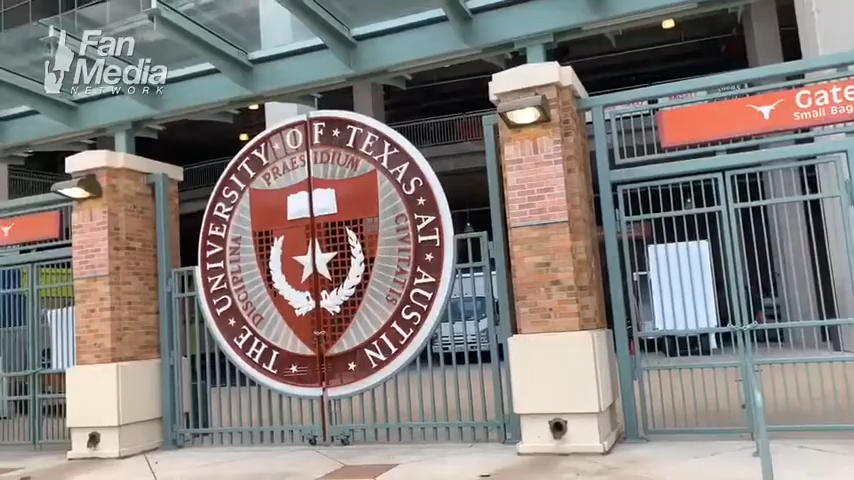 Fan
Media
NETWORK
THE UNIVERSITY OF TEXAS AT AUSTIN
DISCIPLINA PRAESIDIUM CIVITATIS
Gate
Small Bag